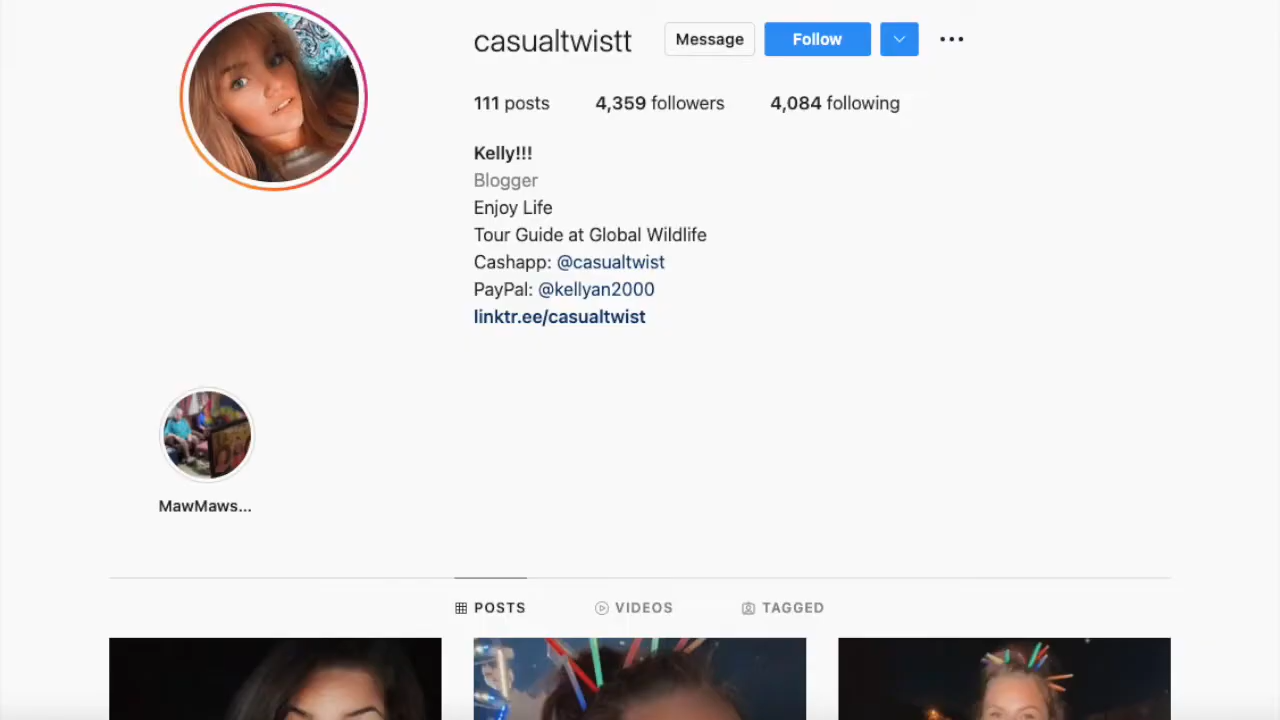 casualtwistt Message Follow
111 posts 4,359 followers 4,084 following
Kelly!!!
Blogger
Enjoy Life
Tour Guide at Global Wildlife
Cashapp: @casualtwist
PayPal: @kellyan2000
linktr.ee/casualtwist
MawMaws...
POSTS VIDEOS TAGGED